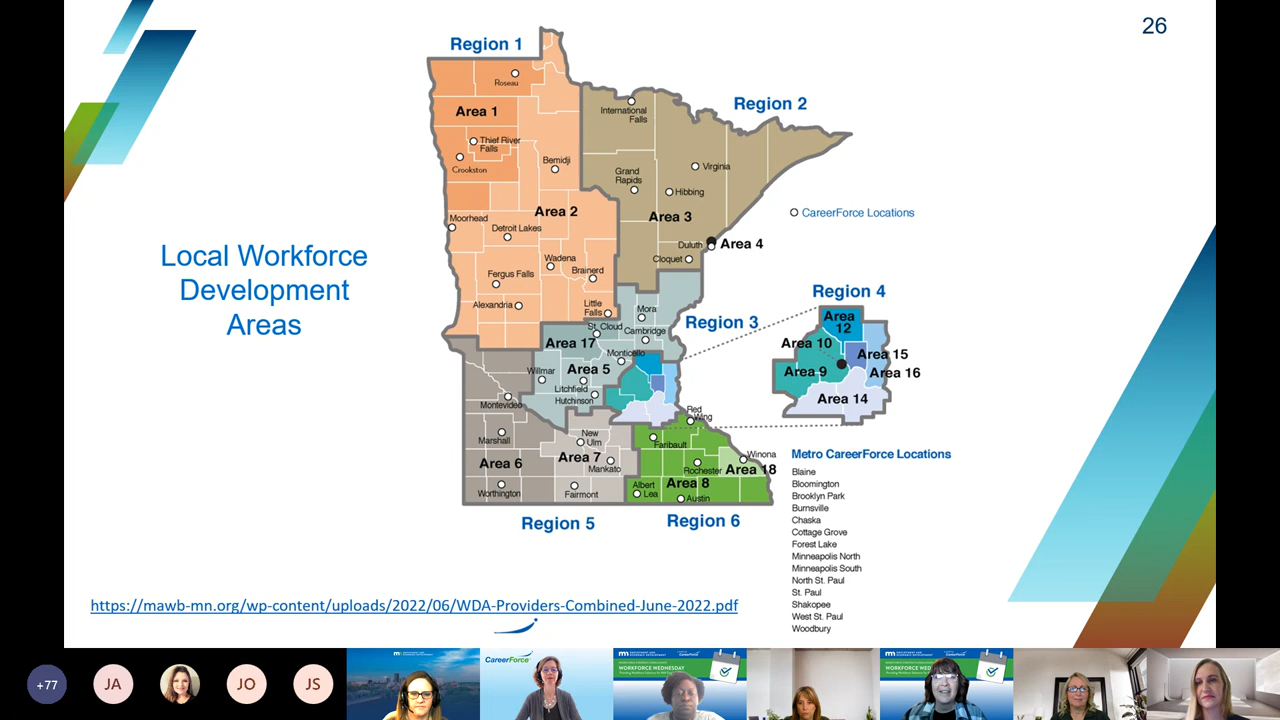 26
Local Workforce
Development
Areas
Region 1
Roseau
Area 1
Thief River
Falls
Crookston
Bemidji
Area 2
Moorhead
Detroit Lakes
Wadena
Brainerd
Fergus Falls
Alexandria
Little
Falls
Region 2
International
Falls
Grand
Rapids
Virginia
Hibbing
Area 3
Duluth
Area 4
Cloquet
CareerForce Locations
Region 3
Mora
St. Cloud
Cambridge
Area 17
Monticello
Area 5
Willmar
Litchfield
Hutchinson
Region 4
Area
12
Area 10
Area 15
Area 9
Area 16
Area 14
Montevideo
Marshall
Area 6
Worthington
New
Ulm
Area 7
Mankato
Fairmont
Region 5
Red
Wing
Faribault
Winona
Rochester
Area 18
Area 8
Albert
Lea
Austin
Region 6
Metro CareerForce Locations
Blaine
Bloomington
Brooklyn Park
Burnsville
Chaska
Cottage Grove
Forest Lake
Minneapolis North
Minneapolis South
North St. Paul
St. Paul
Shakopee
West St. Paul
Woodbury
https://mawb-mn.org/wp-content/uploads/2022/06/WDA-Providers-Combined-June-2022.pdf
+77
JA
JO
JS
CareerForce
WORKFORCE WEDNESDAY
CareerForce